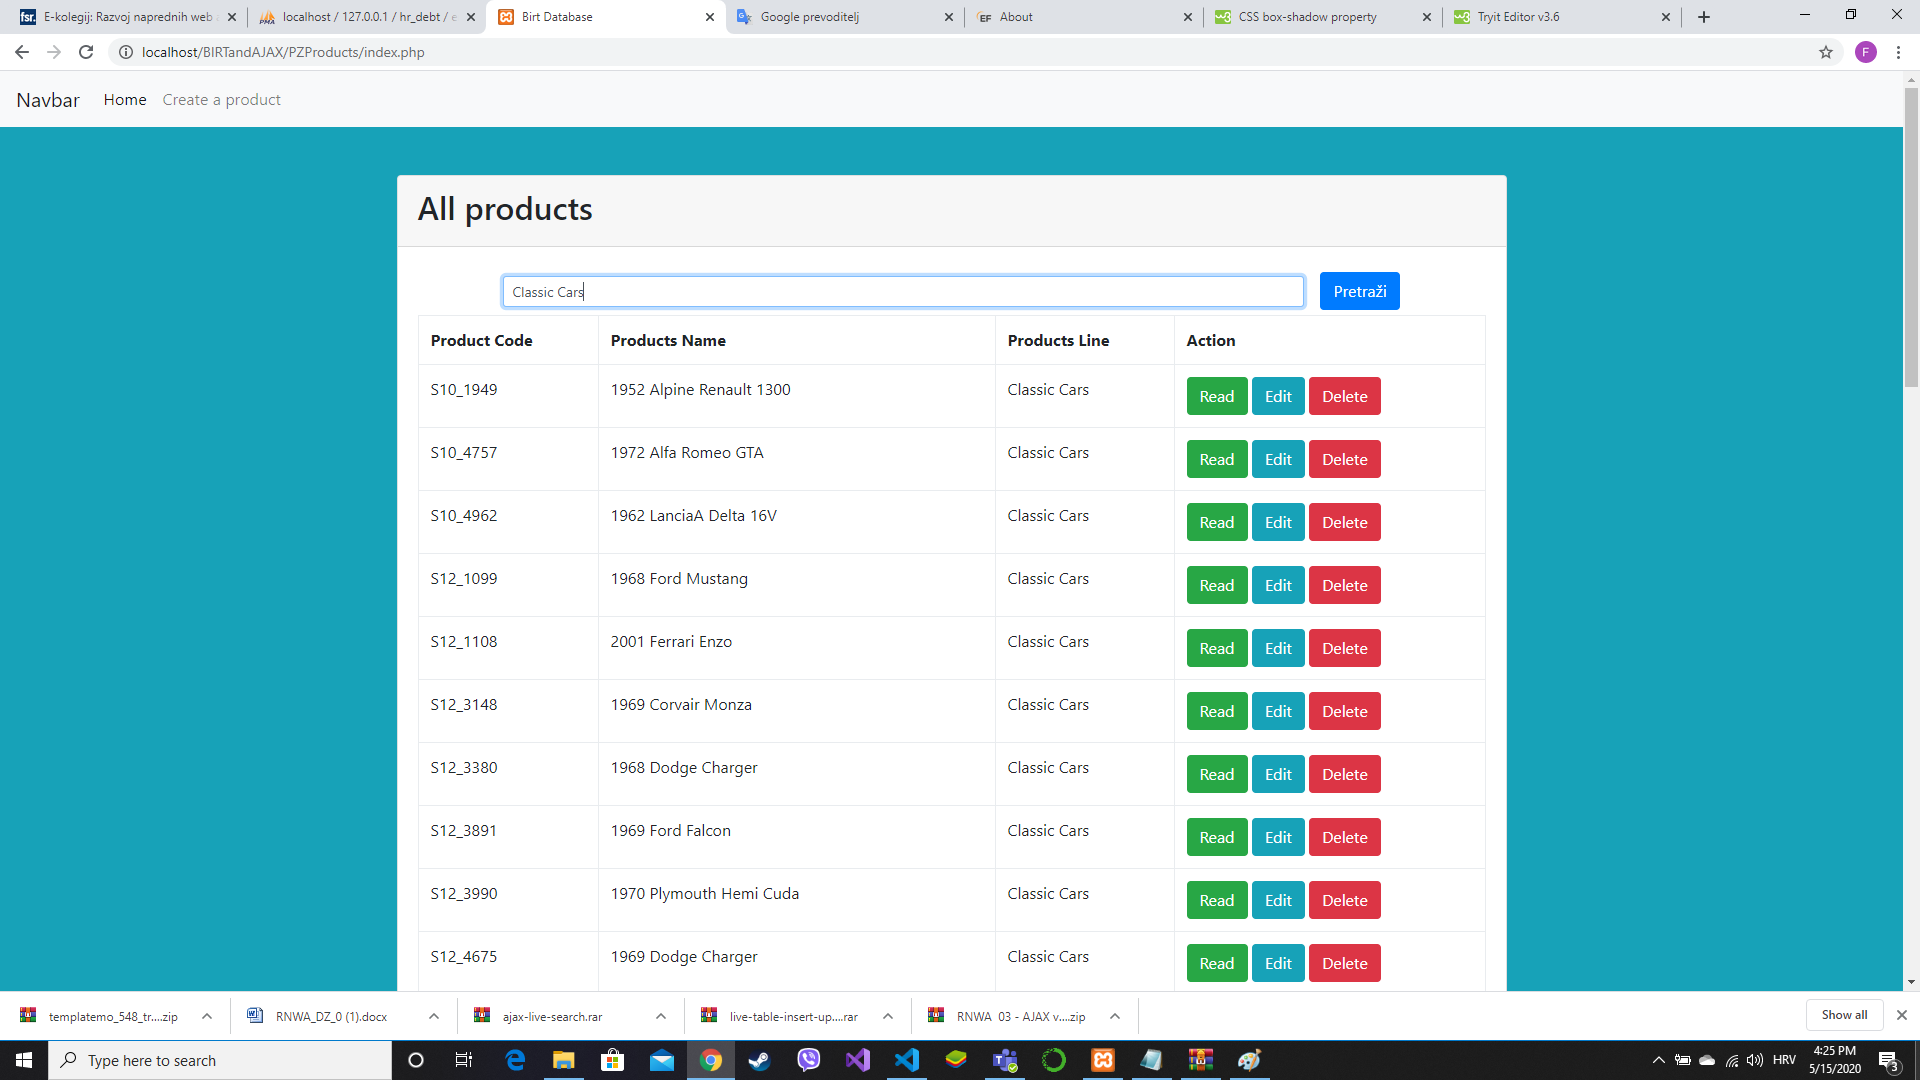 E-kolegij: Razvoj naprednih web a
localhost / 127.0.0.1 / hr_debt / e
Birt Database
Google prevoditelj
EF About
CSS box-shadow property
Tryit Editor v3.6
localhost/BIRTandAJAX/PZProducts/index.php
F
Navbar Home Create a product
All products
Classic Cars Pretraži
Product Code Products Name Products Line Action
S10_1949 1952 Alpine Renault 1300 Classic Cars Read Edit Delete
S10_4757 1972 Alfa Romeo GTA Classic Cars Read Edit Delete
S10_4962 1962 LanciaA Delta 16V Classic Cars Read Edit Delete
S12_1099 1968 Ford Mustang Classic Cars Read Edit Delete
S12_1108 2001 Ferrari Enzo Classic Cars Read Edit Delete
S12_3148 1969 Corvair Monza Classic Cars Read Edit Delete
S12_3380 1968 Dodge Charger Classic Cars Read Edit Delete
S12_3891 1969 Ford Falcon Classic Cars Read Edit Delete
S12_3990 1970 Plymouth Hemi Cuda Classic Cars Read Edit Delete
S12_4675 1969 Dodge Charger Classic Cars Read Edit Delete
templatemo_548_tr....zip RNWA_DZ_0 (1).docx ajax-live-search.rar live-table-insert-up....rar RNWA 03 - AJAX v....zip Show all
Type here to search
HRV
4:25 PM
5/15/2020
3